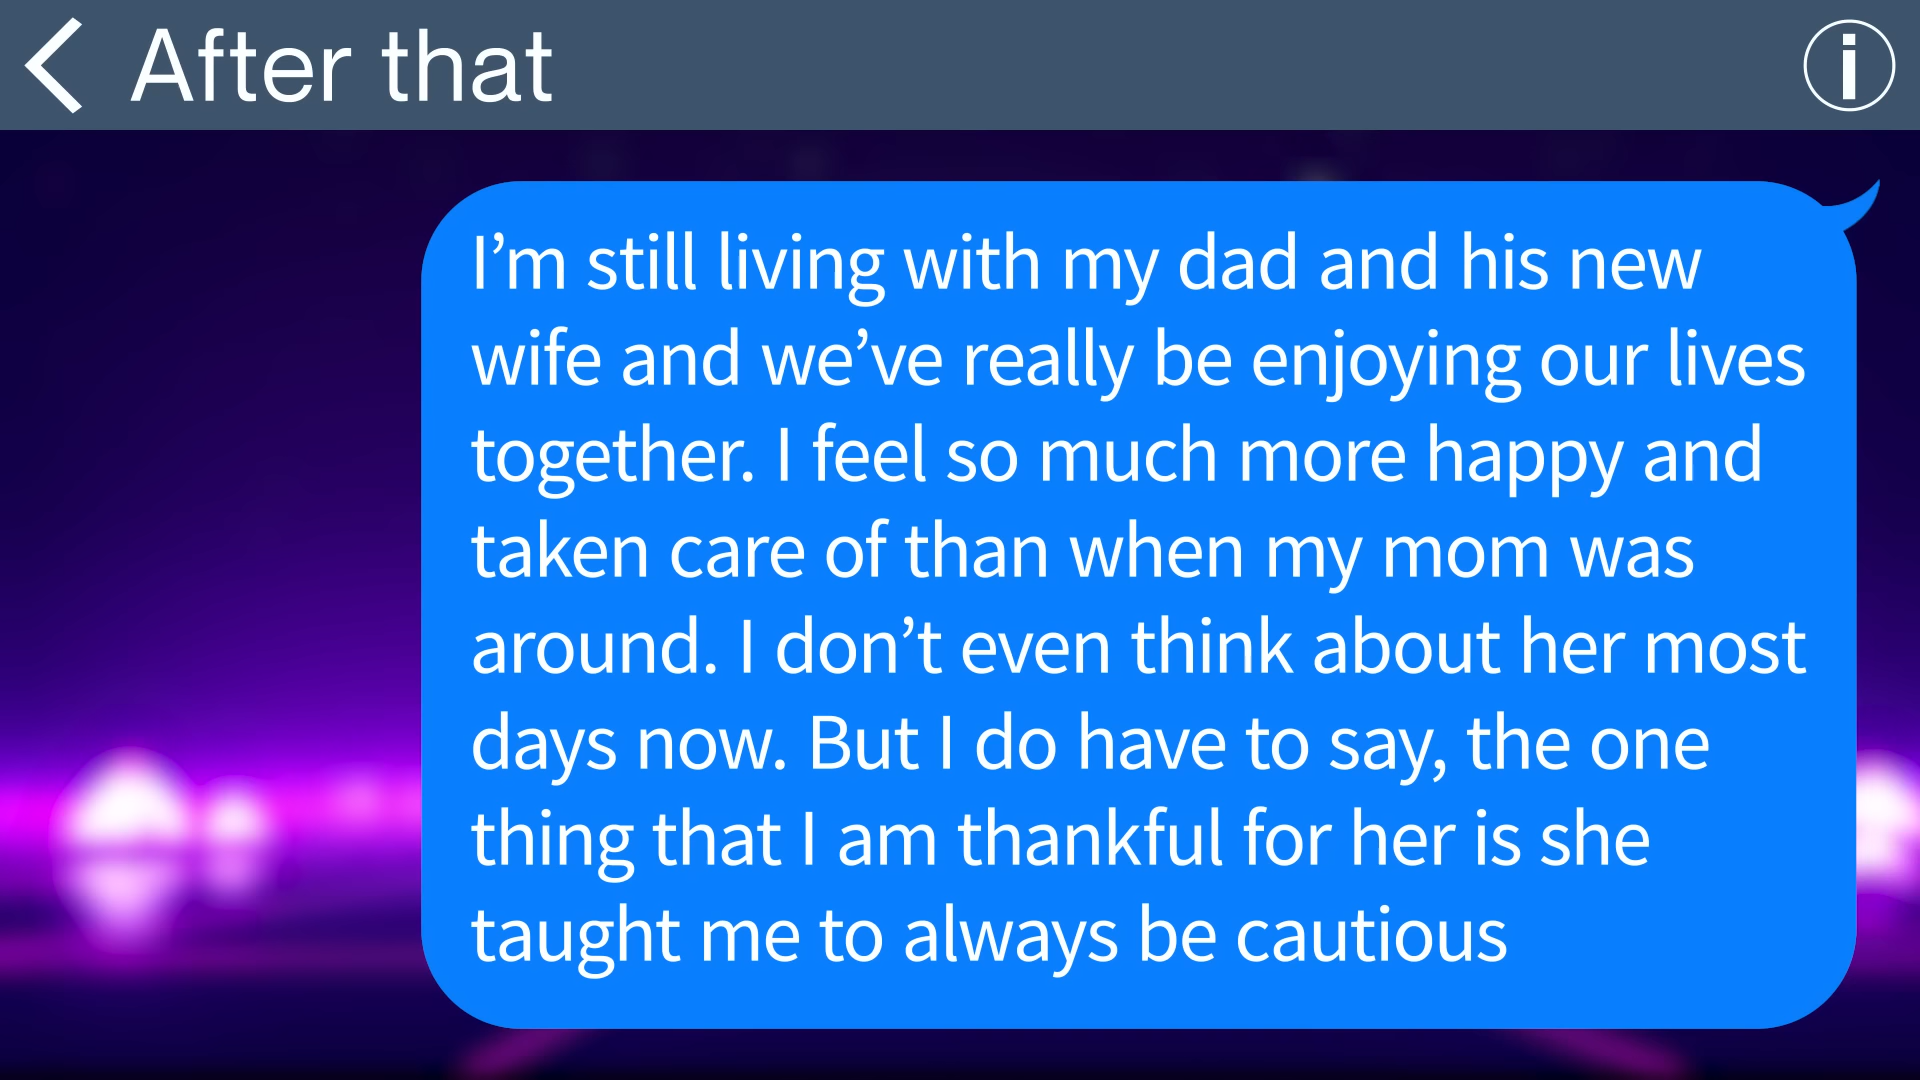 After that
I’m still living with my dad and his new
wife and we’ve really be enjoying our lives
together. I feel so much more happy and
taken care of than when my mom was
around. I don’t even think about her most
days now. But I do have to say, the one
thing that I am thankful for her is she
taught me to always be cautious